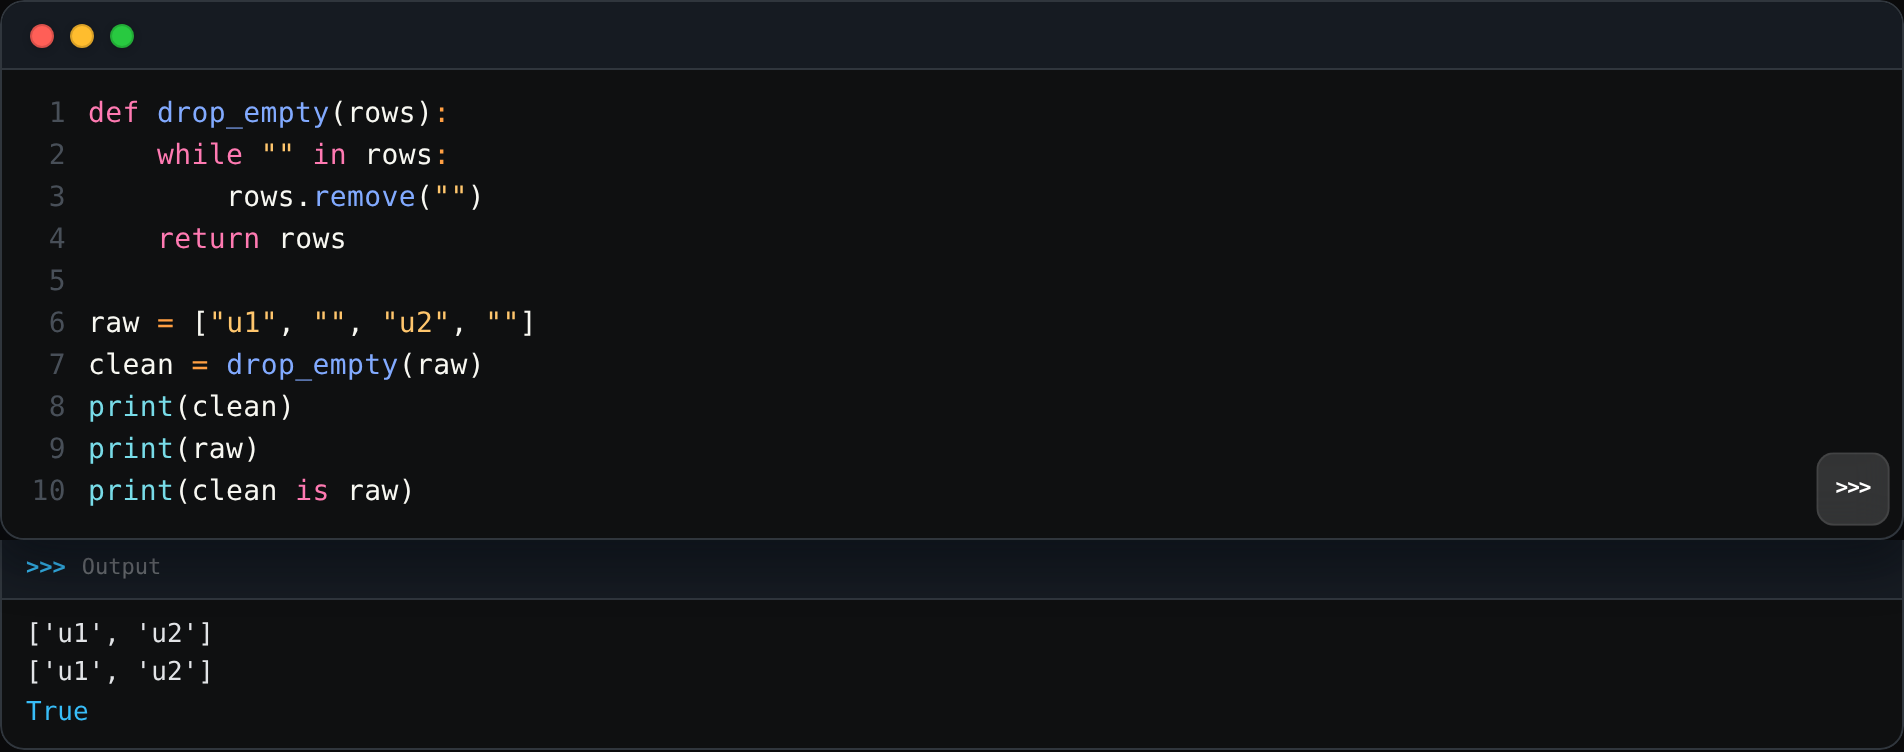 1 def drop_empty(rows):
2     while "" in rows:
3         rows.remove("")
4     return rows
5
6 raw = ["u1", "", "u2", ""]
7 clean = drop_empty(raw)
8 print(clean)
9 print(raw)
10 print(clean is raw)
>>>
>>> Output
['u1', 'u2']
['u1', 'u2']
True